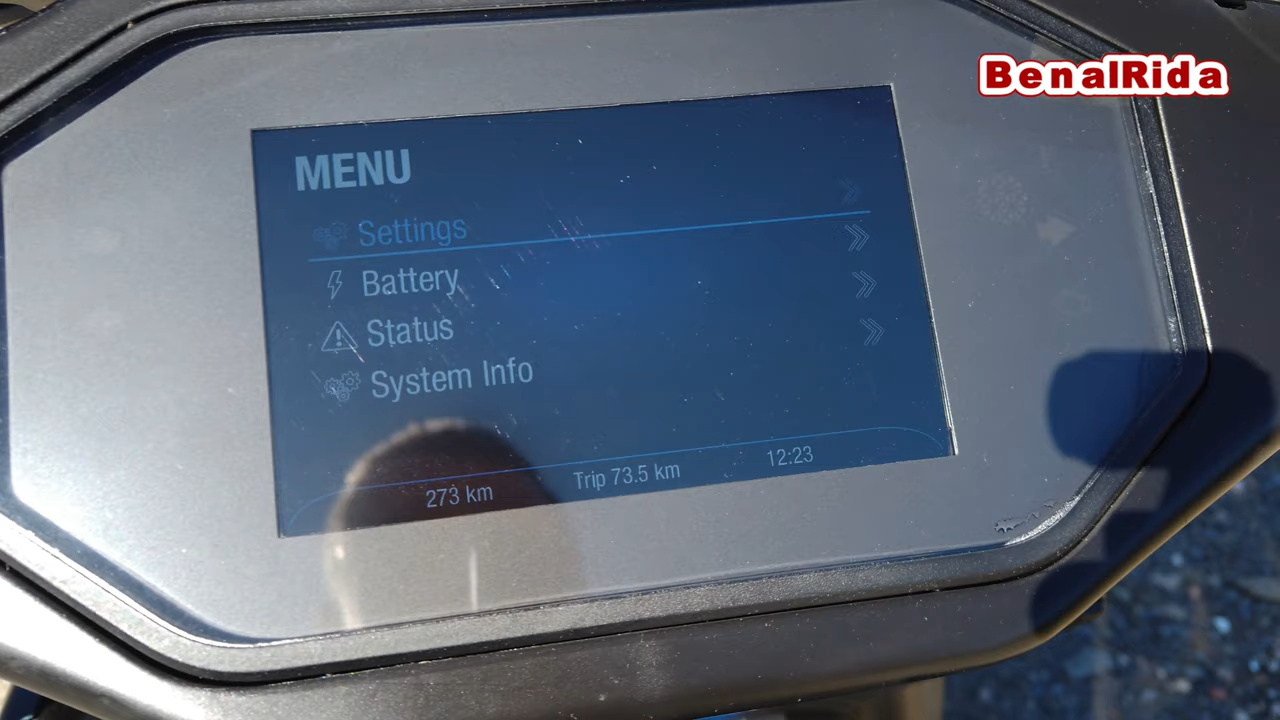 BenalRida
MENU
Settings
Battery
Status
System Info
273 km
Trip 73.5 km
12:23